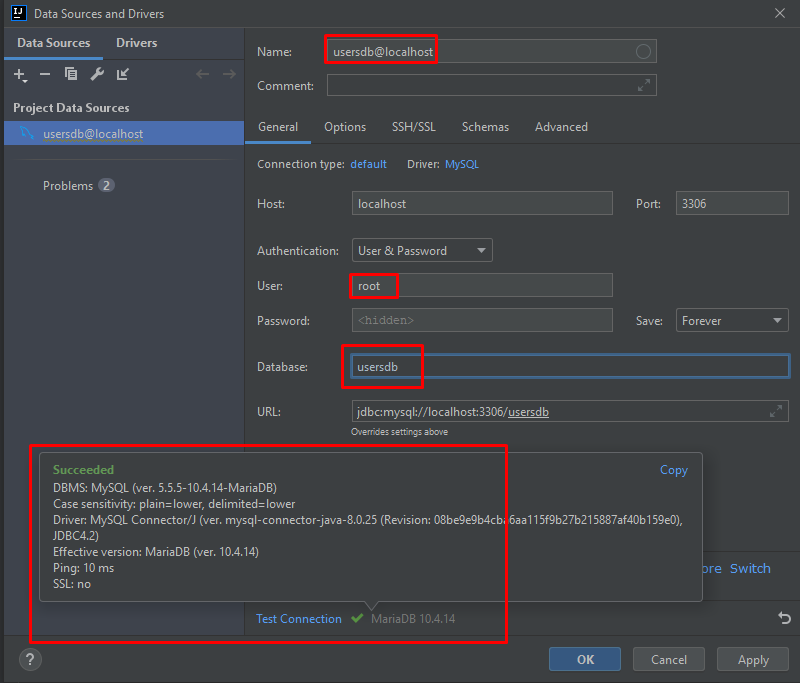 IJ Data Sources and Drivers
Data Sources Drivers
Project Data Sources
usersdb@localhost
Problems 2
Name: usersdb@localhost
Comment:
General Options SSH/SSL Schemas Advanced
Connection type: default Driver: MySQL
Host: localhost Port: 3306
Authentication: User & Password
User: root
Password: <hidden> Save: Forever
Database: usersdb
URL: jdbc:mysql://localhost:3306/usersdb
Overrides settings above
Succeeded Copy
DBMS: MySQL (ver. 5.5.5-10.4.14-MariaDB)
Case sensitivity: plain=lower, delimited=lower
Driver: MySQL Connector/J (ver. mysql-connector-java-8.0.25 (Revision: 08be9e9b4cba6aa115f9b27b215887af40b159e0),
JDBC4.2)
Effective version: MariaDB (ver. 10.4.14)
Ping: 10 ms
SSL: no
ore Switch
Test Connection MariaDB 10.4.14
? OK Cancel Apply